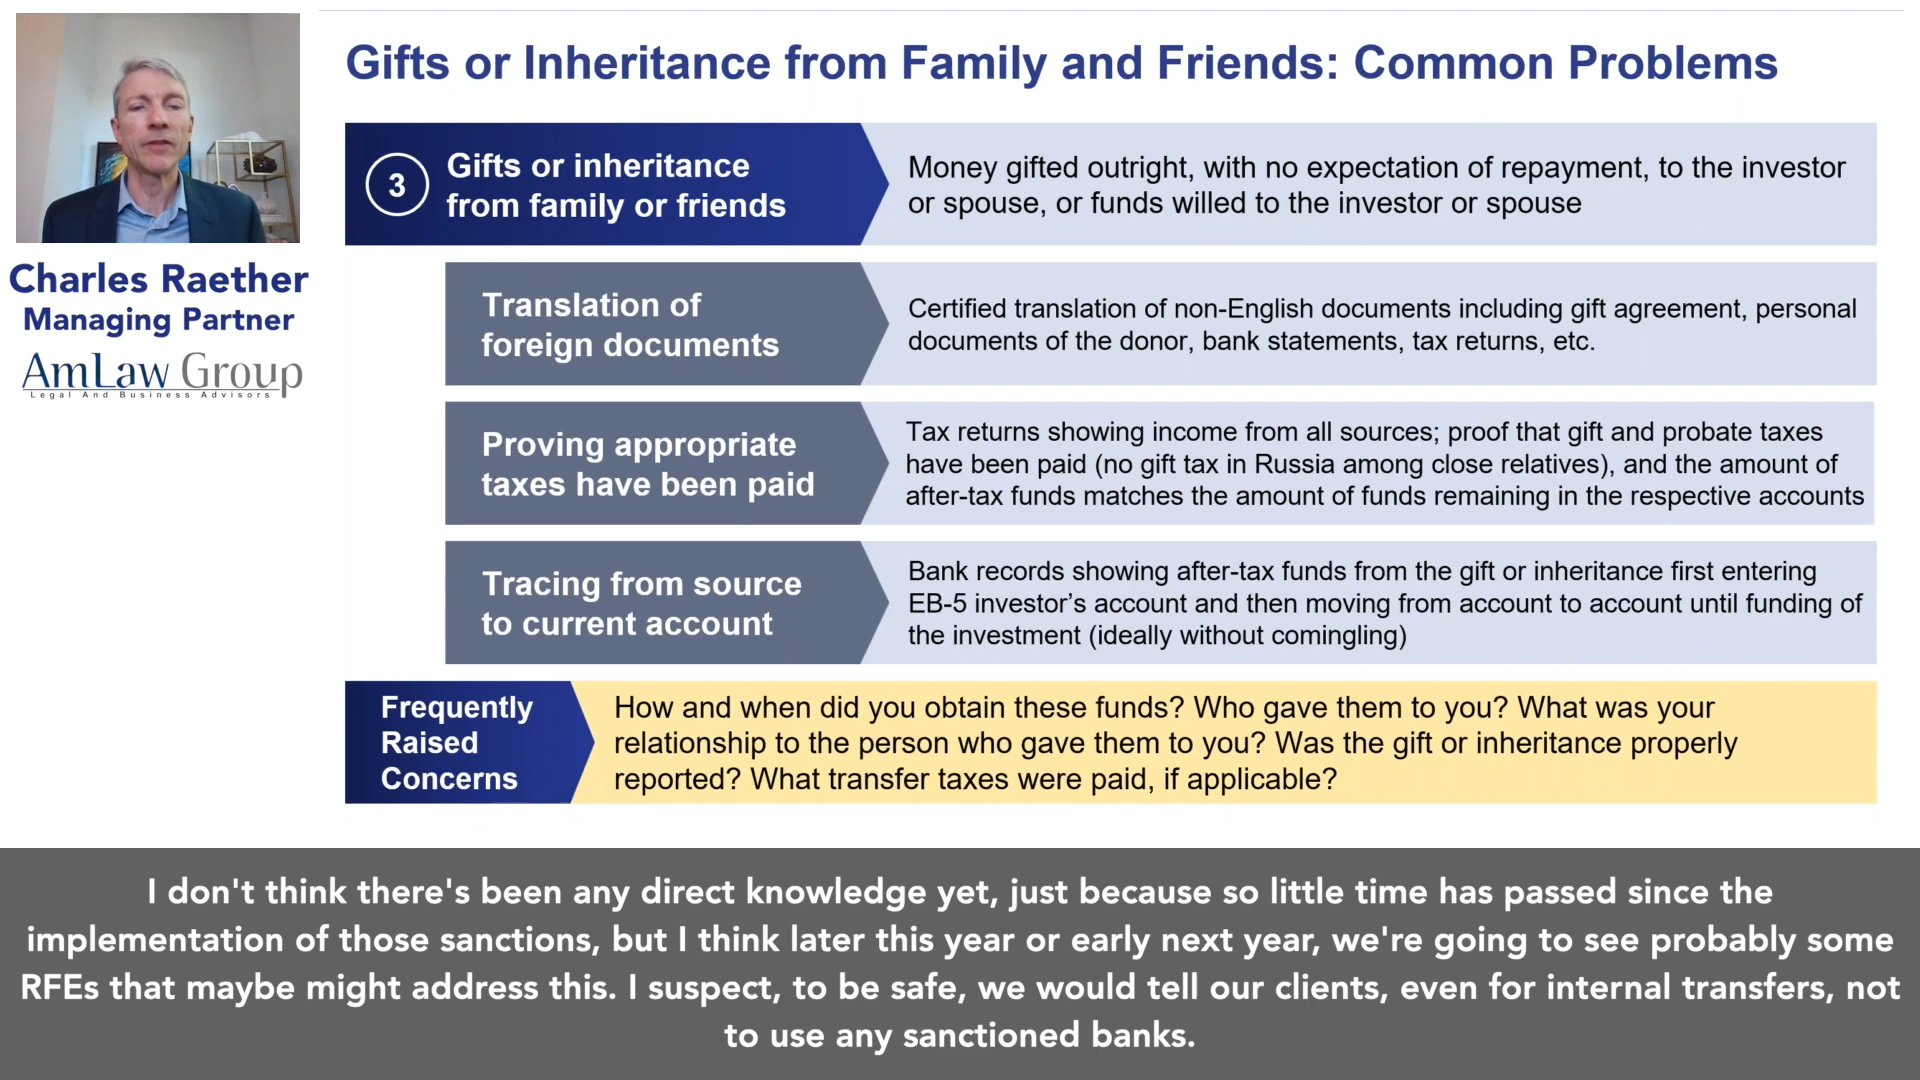 Gifts or Inheritance from Family and Friends: Common Problems
3
Gifts or inheritance
from family or friends
Money gifted outright, with no expectation of repayment, to the investor
or spouse, or funds willed to the investor or spouse
Charles Raether
Managing Partner
AmLaw Group
Legal And Business Advisors
Translation of
foreign documents
Certified translation of non-English documents including gift agreement, personal
documents of the donor, bank statements, tax returns, etc.
Proving appropriate
taxes have been paid
Tax returns showing income from all sources; proof that gift and probate taxes
have been paid (no gift tax in Russia among close relatives), and the amount of
after-tax funds matches the amount of funds remaining in the respective accounts
Tracing from source
to current account
Bank records showing after-tax funds from the gift or inheritance first entering
EB-5 investor’s account and then moving from account to account until funding of
the investment (ideally without comingling)
Frequently
Raised
Concerns
How and when did you obtain these funds? Who gave them to you? What was your
relationship to the person who gave them to you? Was the gift or inheritance properly
reported? What transfer taxes were paid, if applicable?
I don't think there's been any direct knowledge yet, just because so little time has passed since the
implementation of those sanctions, but I think later this year or early next year, we're going to see probably some
RFEs that maybe might address this. I suspect, to be safe, we would tell our clients, even for internal transfers, not
to use any sanctioned banks.